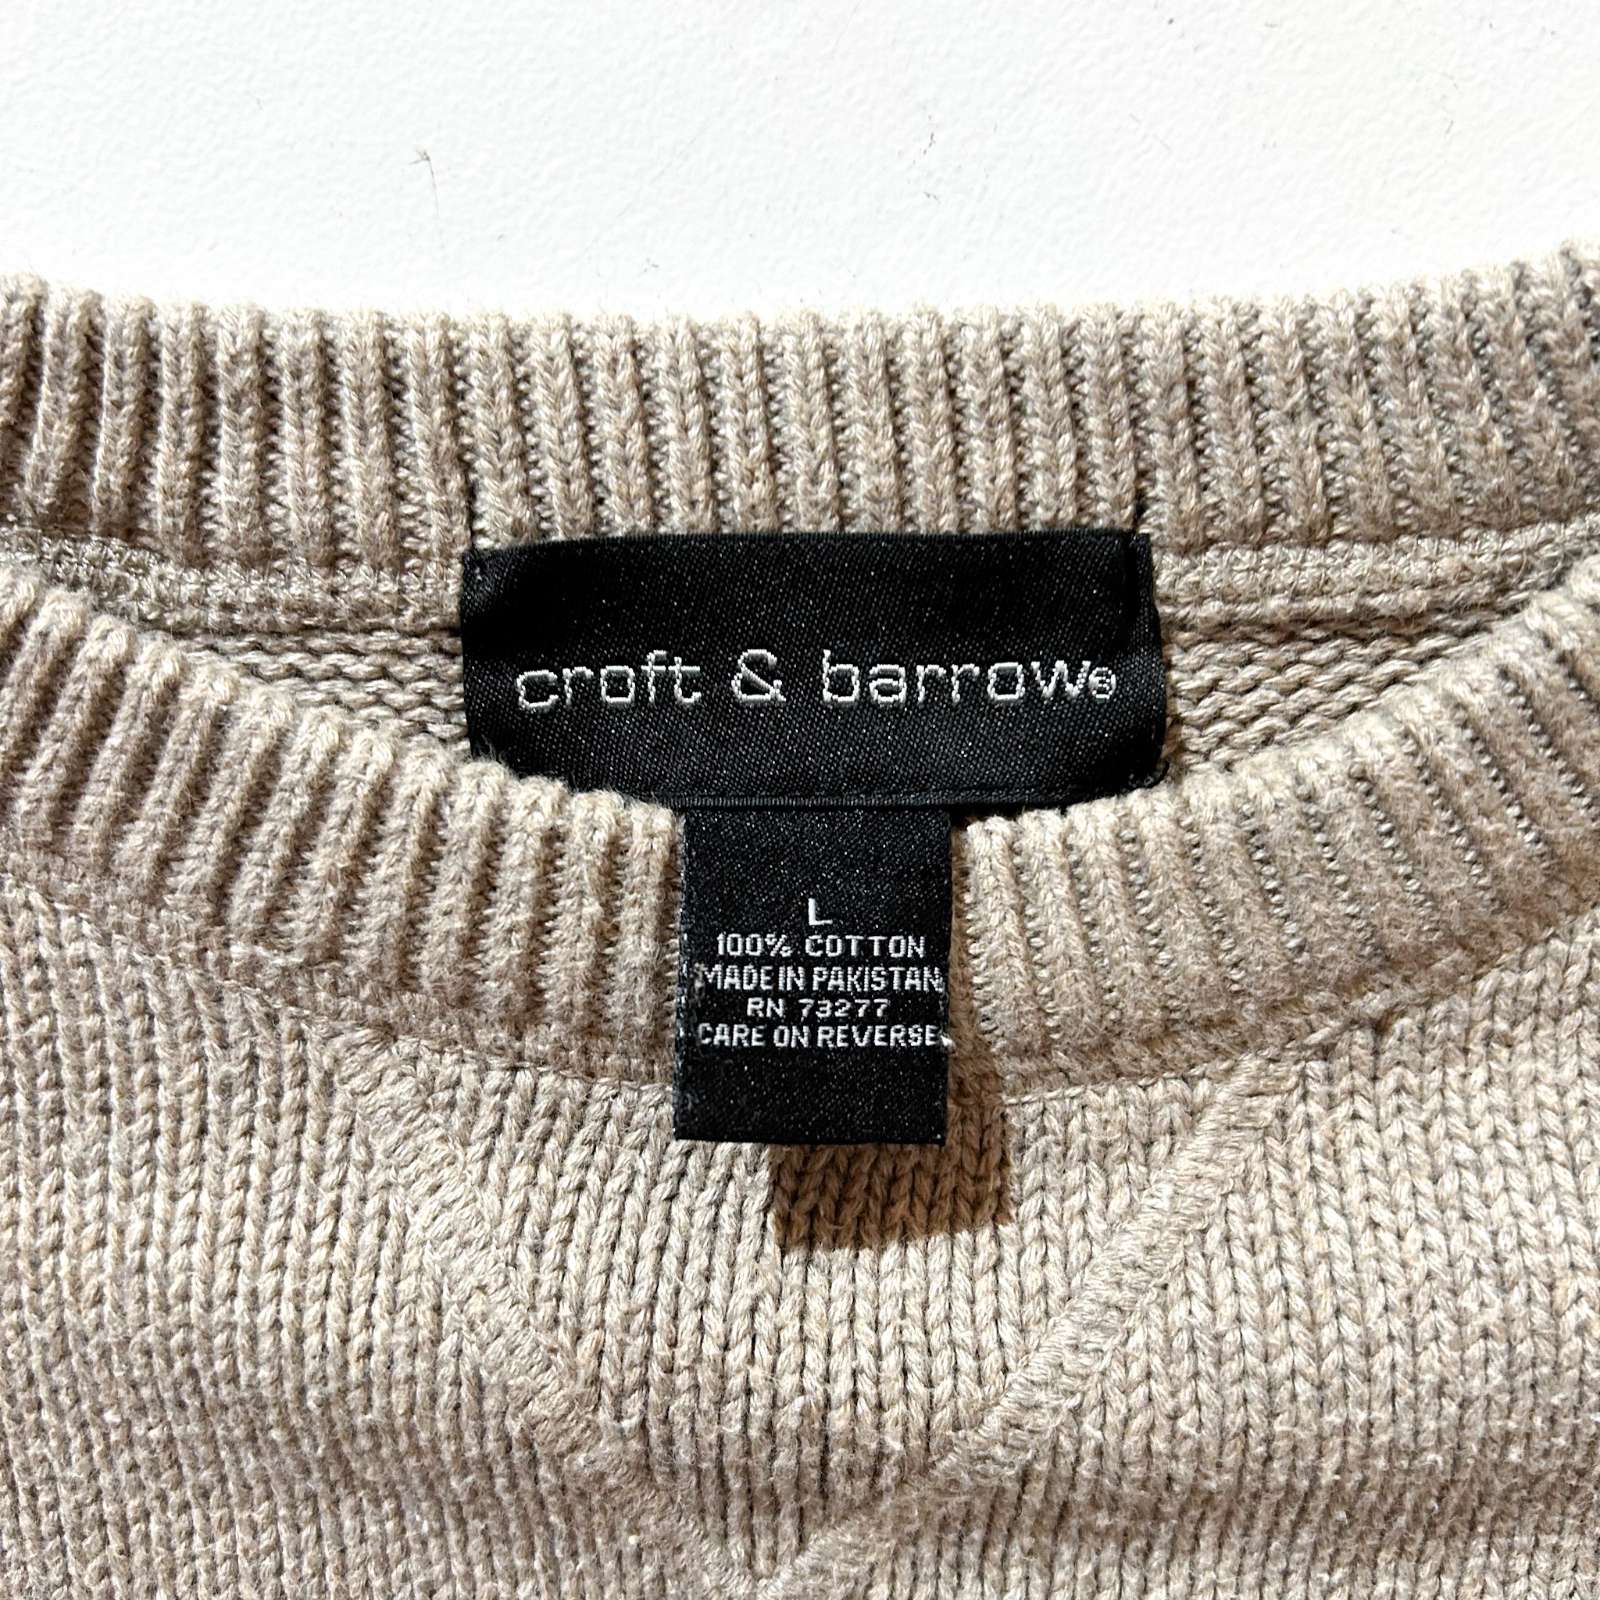 croft & barrow®
L
100% COTTON
MADE IN PAKISTAN
RN 73277
CARE ON REVERSE